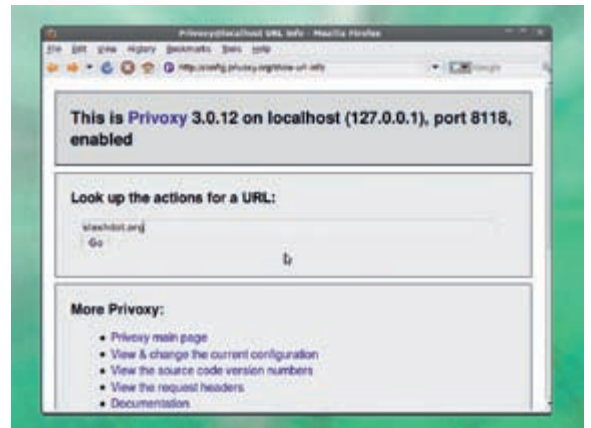 Privoxy@localhost URL Info - Mozilla Firefox
File Edit View History Bookmarks Tools Help
http://config.privoxy.org/show-url-info
Google
This is Privoxy 3.0.12 on localhost (127.0.0.1), port 8118,
enabled
Look up the actions for a URL:
slashdot.org
Go
More Privoxy:
• Privoxy main page
• View & change the current configuration
• View the source code version numbers
• View the request headers
• Documentation